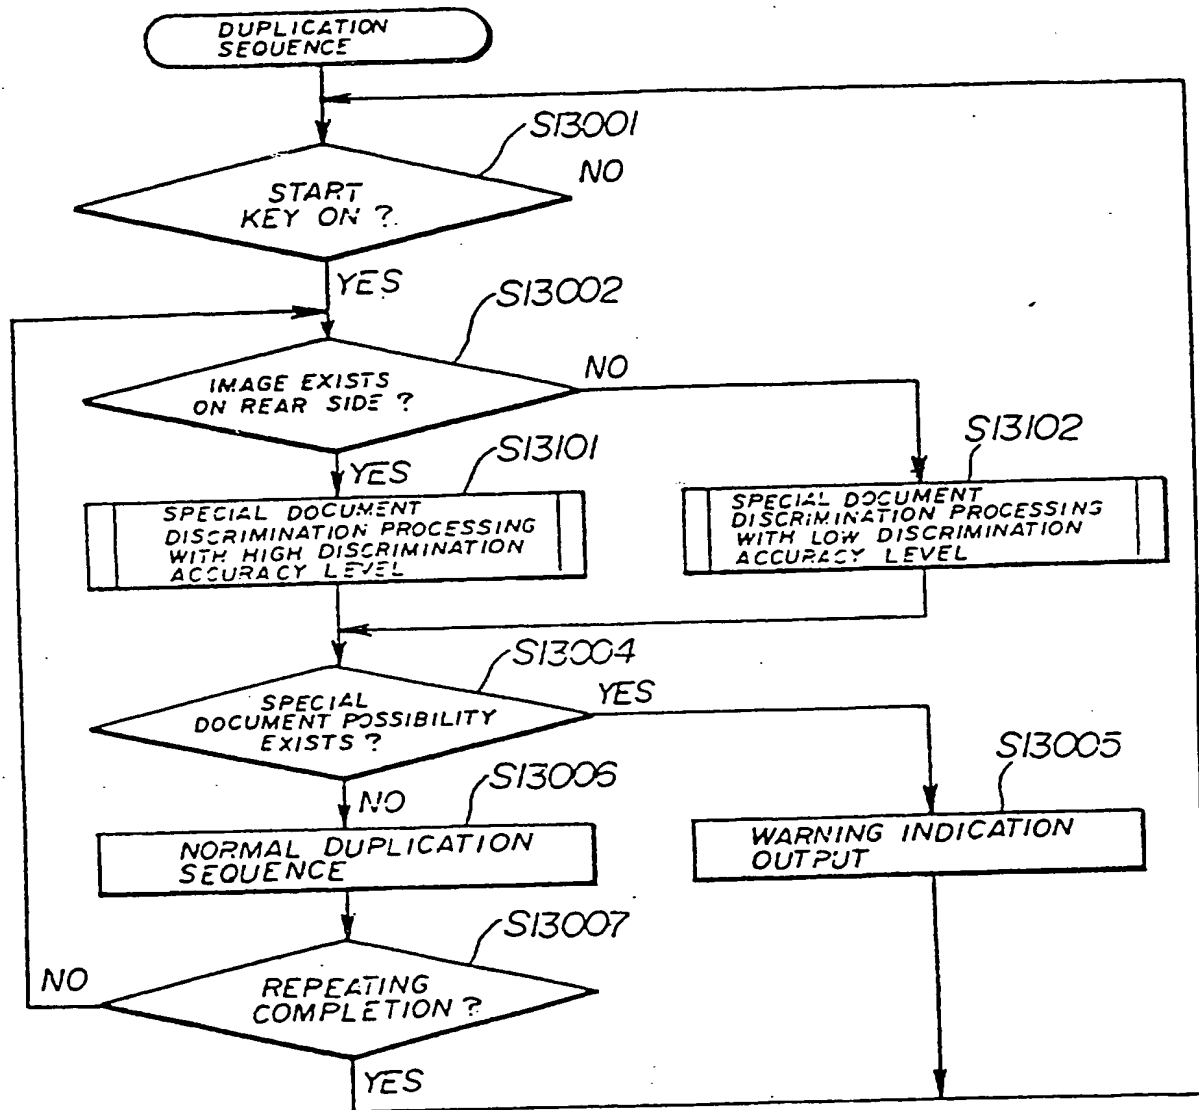 DUPLICATION
SEQUENCE
S13001
NO
START
KEY ON ?
YES
S13002
NO
IMAGE EXISTS
ON REAR SIDE ?
S13101
YES
S13102
SPECIAL DOCUMENT
DISCRIMINATION PROCESSING
WITH HIGH DISCRIMINATION
ACCURACY LEVEL
SPECIAL DOCUMENT
DISCRIMINATION PROCESSING
WITH LOW DISCRIMINATION
ACCURACY LEVEL
S13004
YES
SPECIAL
DOCUMENT POSSIBILITY
EXISTS ?
S13005
S13006
NO
NORMAL DUPLICATION
SEQUENCE
WARNING INDICATION
OUTPUT
S13007
NO
REPEATING
COMPLETION ?
YES